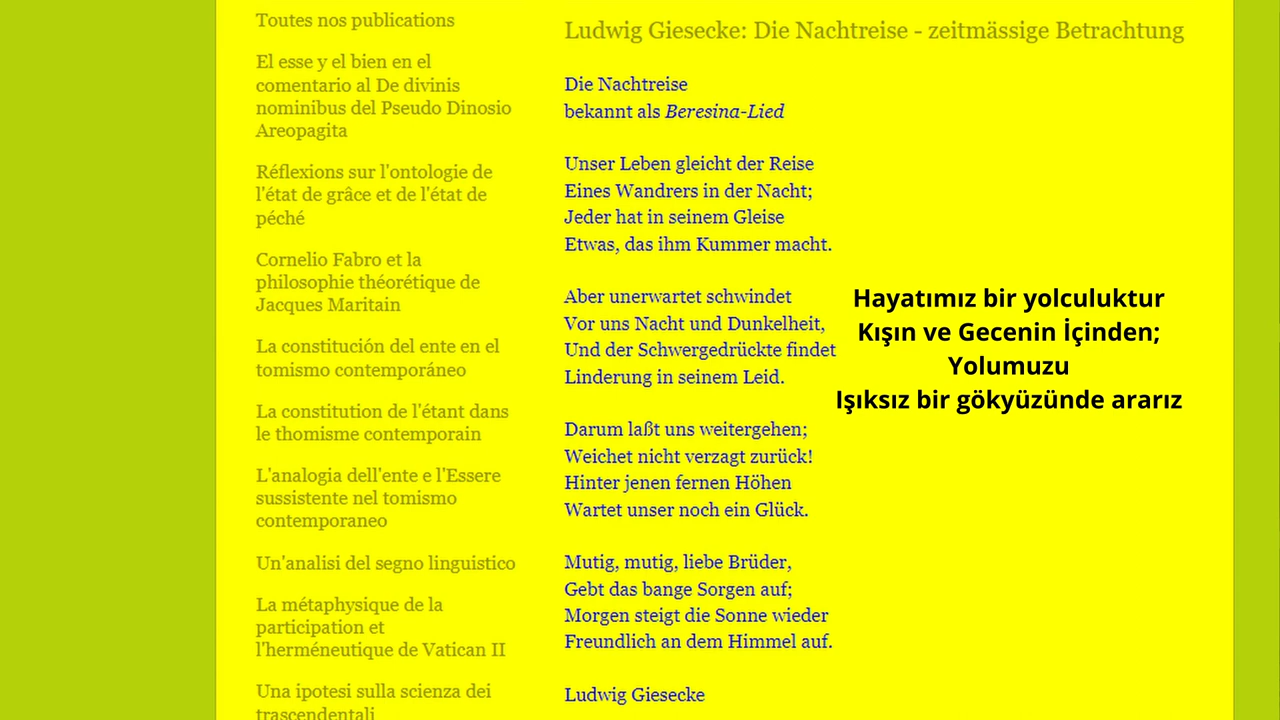 Toutes nos publications
El esse y el bien en el
comentario al De divinis
nominibus del Pseudo Dinosio
Areopagita
Réflexions sur l'ontologie de
l'état de grâce et de l'état de
péché
Cornelio Fabro et la
philosophie théorétique de
Jacques Maritain
La constitución del ente en el
tomismo contemporáneo
La constitution de l'étant dans
le thomisme contemporain
L'analogia dell'ente e l'Essere
sussistente nel tomismo
contemporaneo
Un'analisi del segno linguistico
La métaphysique de la
participation et
l'herméneutique de Vatican II
Una ipotesi sulla scienza dei
trascendentali
Ludwig Giesecke: Die Nachtreise - zeitmässige Betrachtung
Die Nachtreise
bekannt als Beresina-Lied
Unser Leben gleicht der Reise
Eines Wandrers in der Nacht;
Jeder hat in seinem Gleise
Etwas, das ihm Kummer macht.
Aber unerwartet schwindet
Vor uns Nacht und Dunkelheit,
Und der Schwergedrückte findet
Linderung in seinem Leid.
Darum laßt uns weitergehen;
Weichet nicht verzagt zurück!
Hinter jenen fernen Höhen
Wartet unser noch ein Glück.
Mutig, mutig, liebe Brüder,
Gebt das bange Sorgen auf;
Morgen steigt die Sonne wieder
Freundlich an dem Himmel auf.
Ludwig Giesecke
Hayatımız bir yolculuktur
Kışın ve Gecenin İçinden;
Yolumuzu
Işıksız bir gökyüzünde ararız